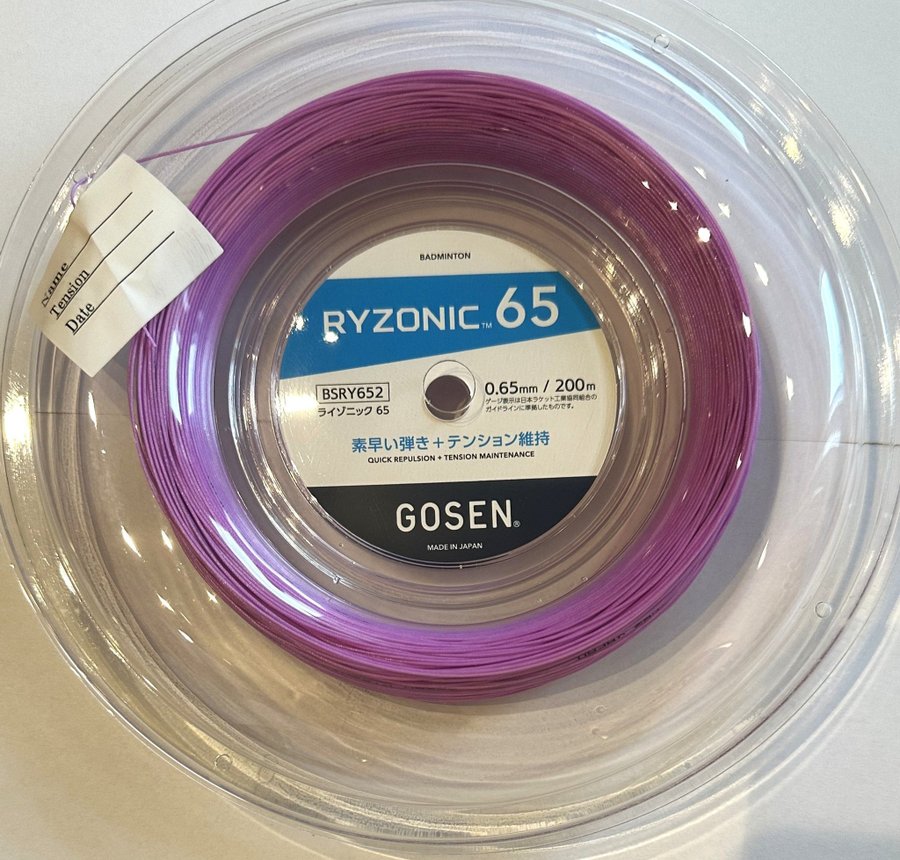 Name
Tension
Date
BADMINTON
RYZONIC™ 65
BSRY652
ライゾニック 65
0.65mm / 200m
ゲージ表示は日本ラケット工業協同組合の
ガイドラインに準拠したものです。
素早い弾き+テンション維持
QUICK REPULSION + TENSION MAINTENANCE
GOSEN®
MADE IN JAPAN